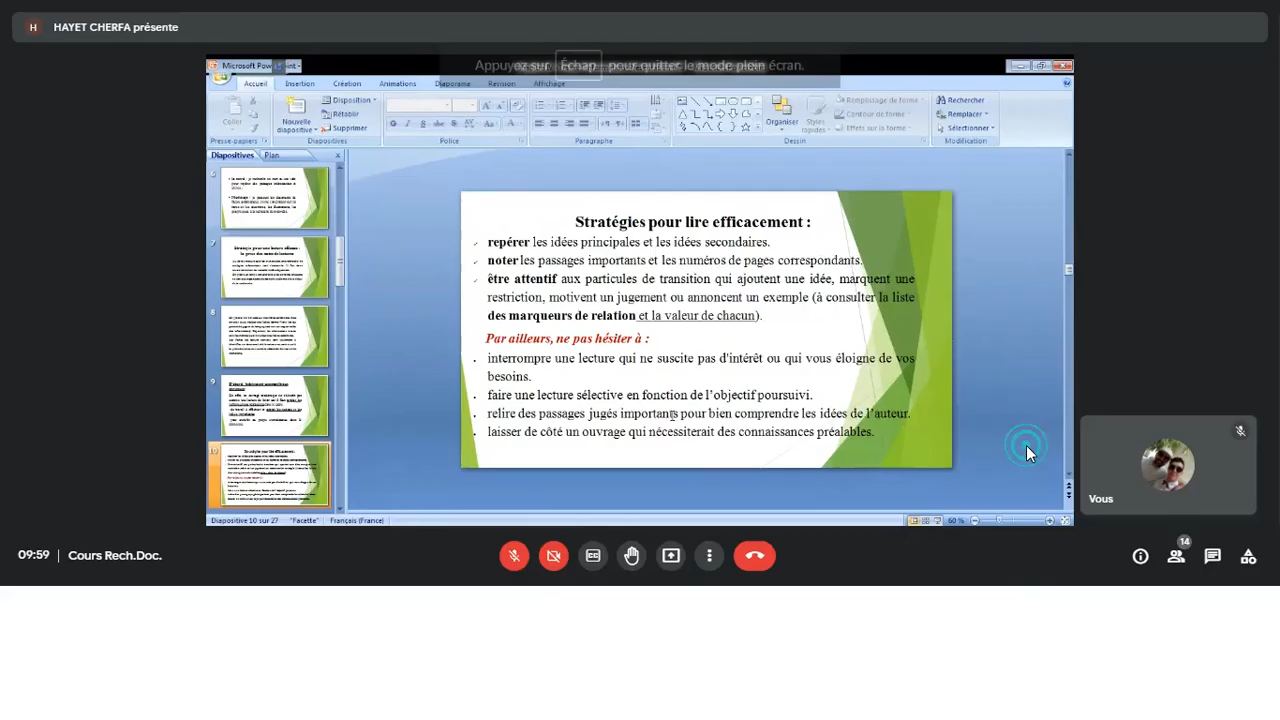 H HAYET CHERFA présente
Microsoft PowerPoint
Appuyez sur Échap pour quitter le mode plein écran.
Accueil Insertion Création Animations Diaporama Révision Affichage
Coller
Nouvelle diapositive
Disposition
Rétablir
Supprimer
Organiser
Styles rapides
Remplissage de forme
Contour de forme
Effets sur la forme
Rechercher
Remplacer
Sélectionner
Presse-papiers Diapositives Police Paragraphe Dessin Modification
Diapositives Plan
6
7
8
9
10
Stratégies pour lire efficacement :
✓ repérer les idées principales et les idées secondaires.
✓ noter les passages importants et les numéros de pages correspondants.
✓ être attentif aux particules de transition qui ajoutent une idée, marquent une
restriction, motivent un jugement ou annoncent un exemple (à consulter la liste
des marqueurs de relation et la valeur de chacun).
Par ailleurs, ne pas hésiter à :
• interrompre une lecture qui ne suscite pas d'intérêt ou qui vous éloigne de vos
besoins.
• faire une lecture sélective en fonction de l'objectif poursuivi.
• relire des passages jugés importants pour bien comprendre les idées de l'auteur.
• laisser de côté un ouvrage qui nécessiterait des connaissances préalables.
Vous
Diapositive 10 sur 27 "Facette" Français (France) 60 %
09:59 | Cours Rech.Doc.
14